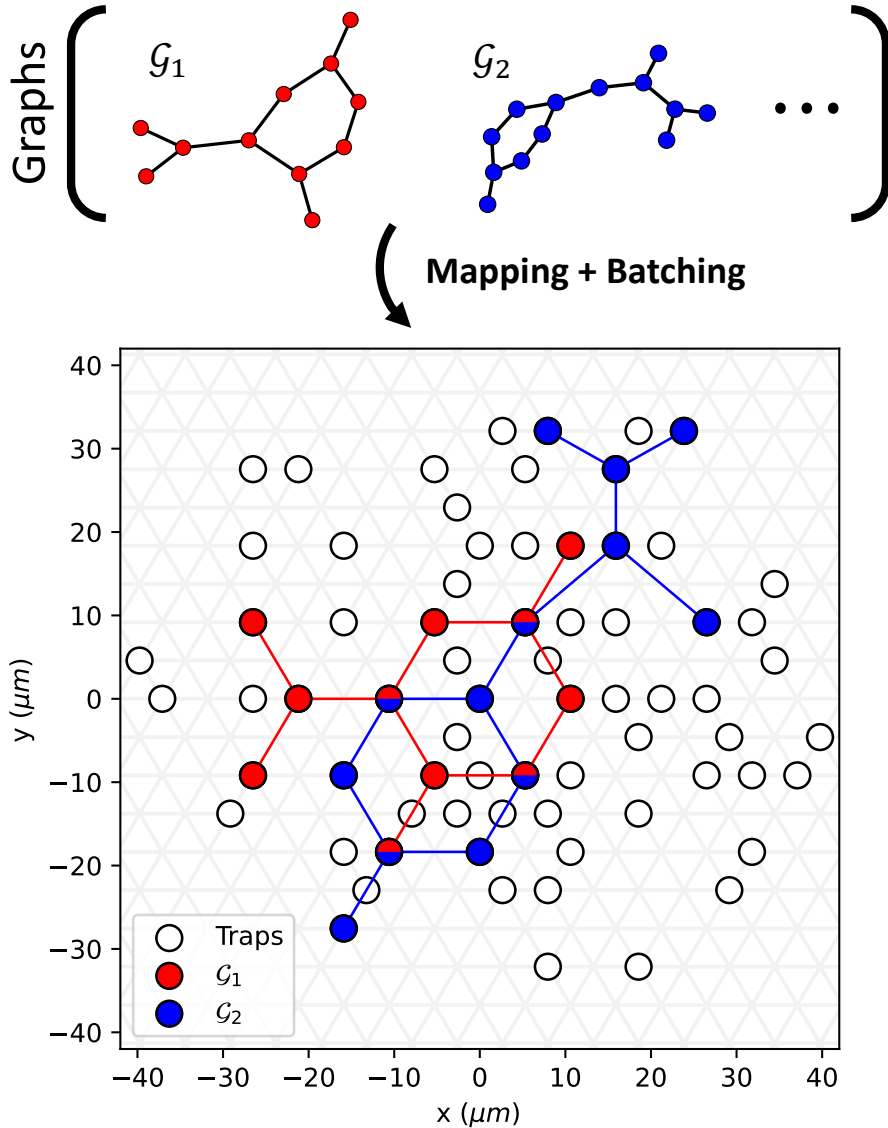 Graphs
𝒢₁
𝒢₂
• • •
Mapping + Batching
40
30
20
10
0
−10
−20
−30
−40
y (μm)
Traps
𝒢₁
𝒢₂
−40 −30 −20 −10 0 10 20 30 40
x (μm)